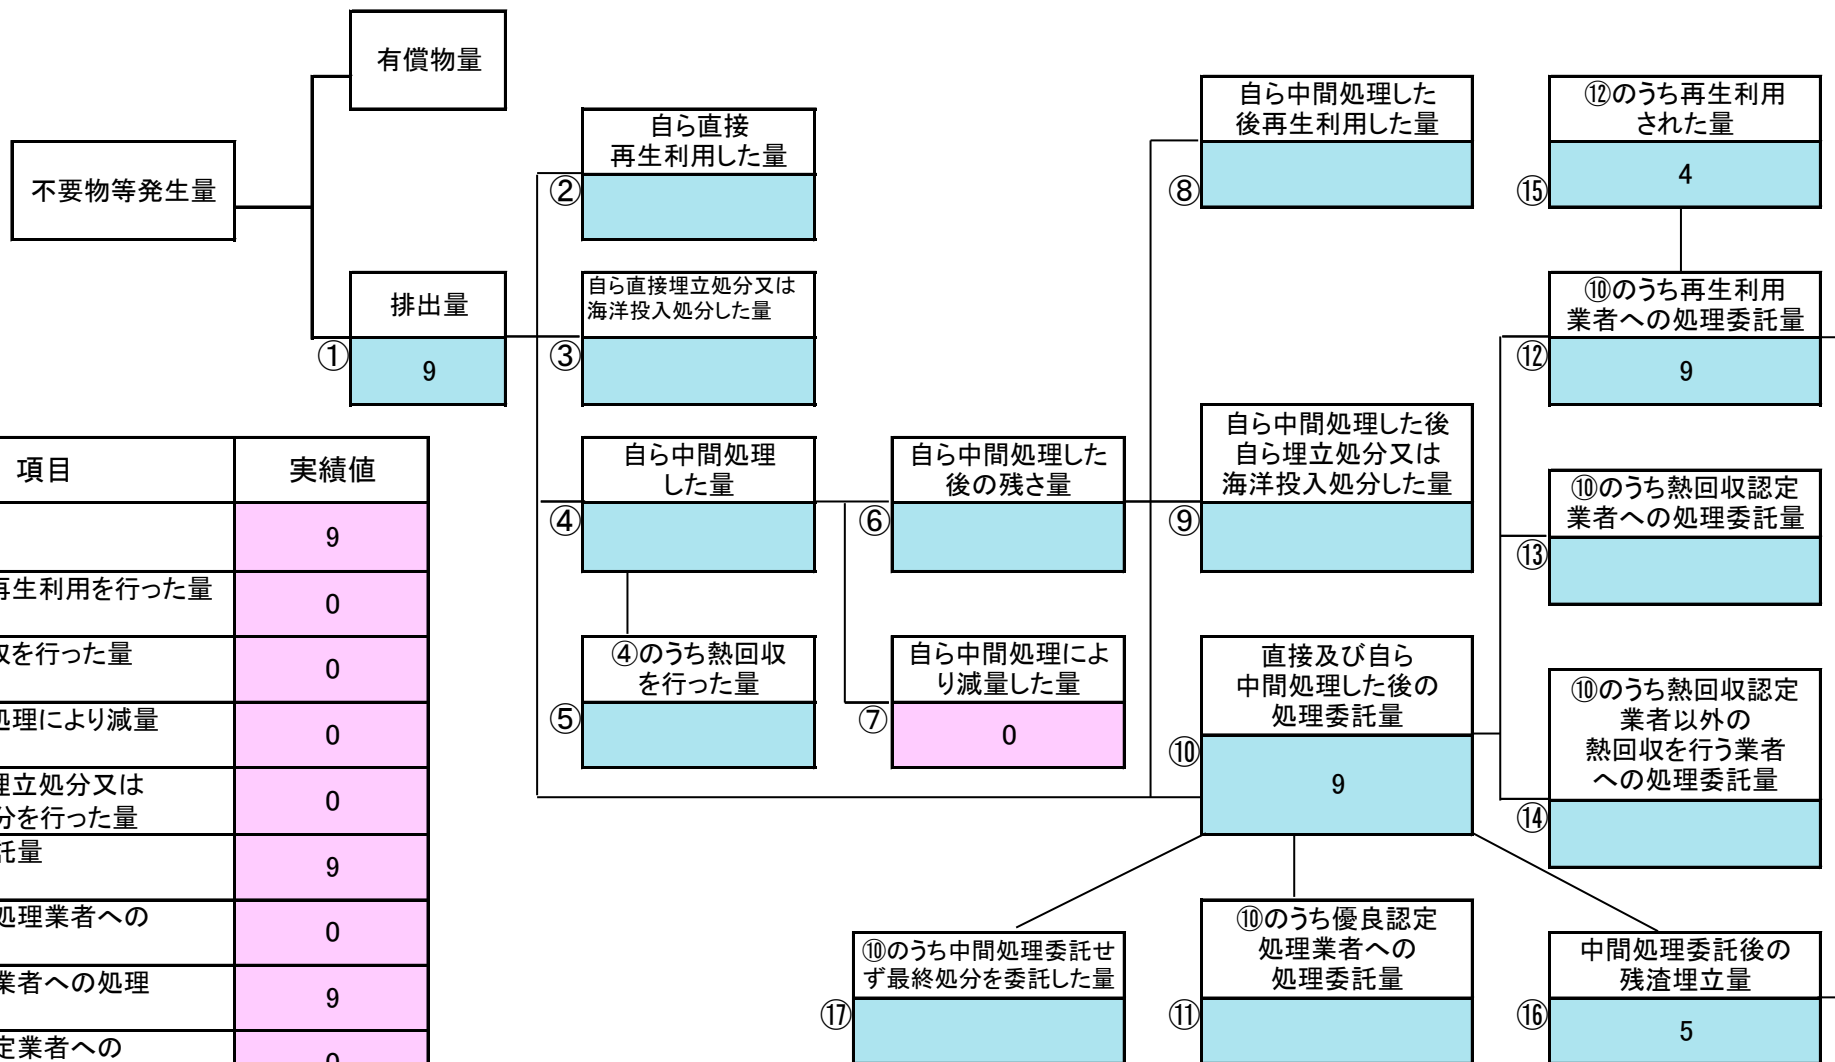 有償物量
不要物等発生量
排出量
①
9
自ら直接
再生利用した量
②
自ら直接埋立処分又は
海洋投入処分した量
③
自ら中間処理
した量
④
④のうち熱回収
を行った量
⑤
自ら中間処理した
後の残さ量
⑥
自ら中間処理によ
り減量した量
⑦
0
自ら中間処理した
後再生利用した量
⑧
自ら中間処理した後
自ら埋立処分又は
海洋投入処分した量
⑨
直接及び自ら
中間処理した後の
処理委託量
⑩
9
⑫のうち再生利用
された量
⑮
4
⑩のうち再生利用
業者への処理委託量
⑫
9
⑩のうち熱回収認定
業者への処理委託量
⑬
⑩のうち熱回収認定
業者以外の
熱回収を行う業者
への処理委託量
⑭
⑩のうち中間処理委託せ
ず最終処分を委託した量
⑰
⑩のうち優良認定
処理業者への
処理委託量
⑪
中間処理委託後の
残渣埋立量
⑯
5
項目 実績値
9
再生利用を行った量
0
収を行った量
0
処理により減量
0
埋立処分又は
分を行った量
0
託量
9
処理業者への
0
業者への処理
9
定業者への
0